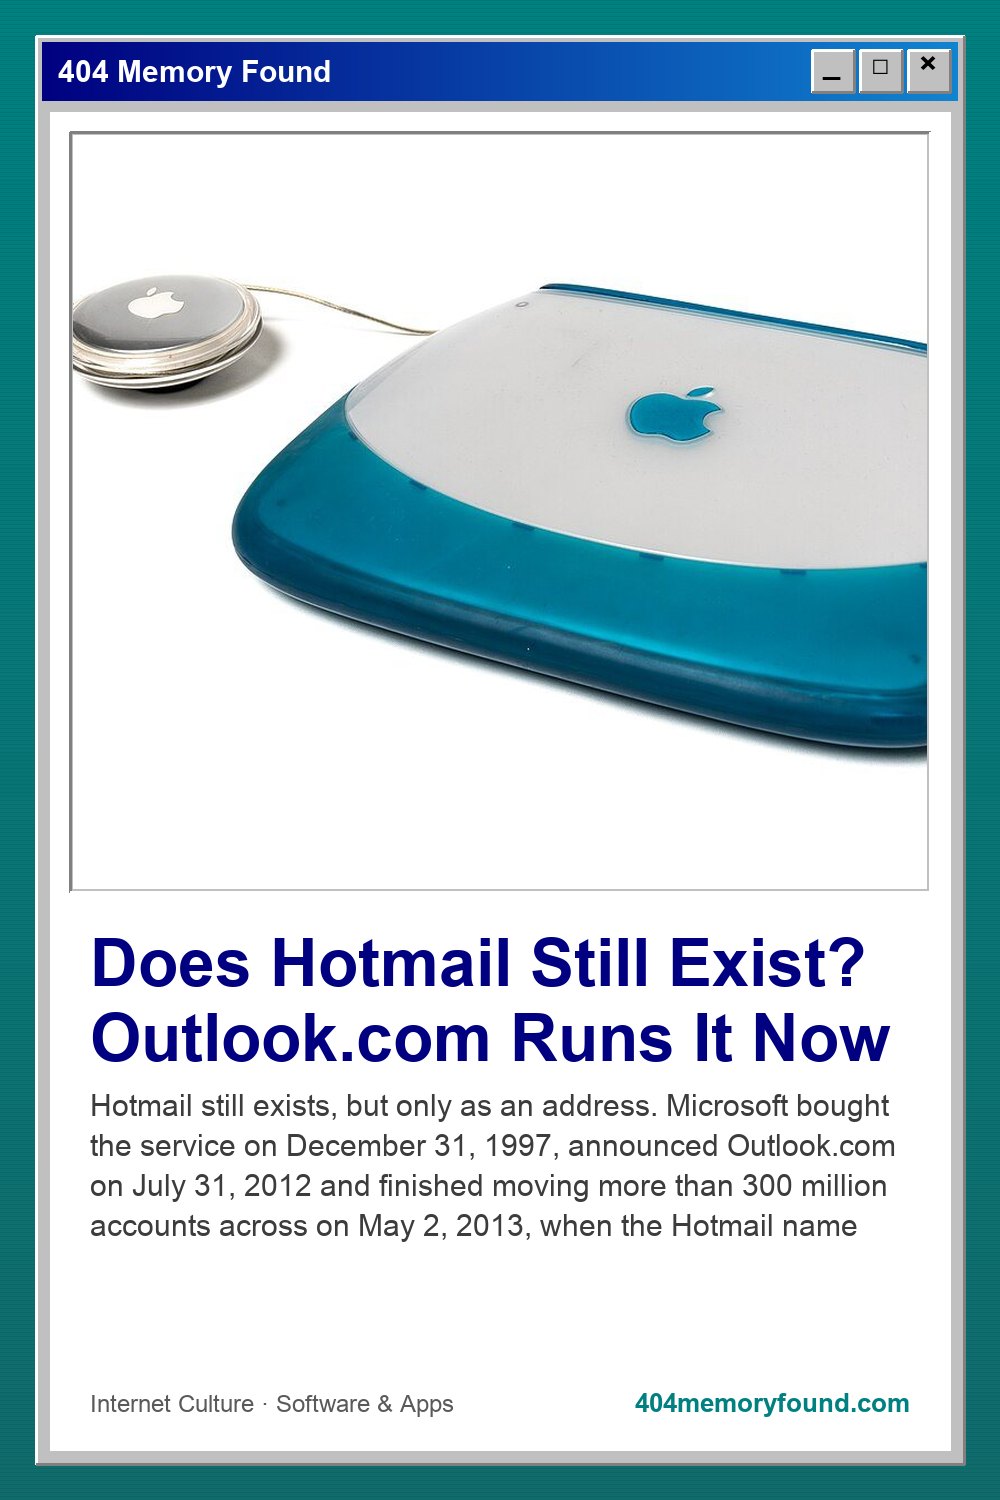 404 Memory Found
Does Hotmail Still Exist?
Outlook.com Runs It Now
Hotmail still exists, but only as an address. Microsoft bought
the service on December 31, 1997, announced Outlook.com
on July 31, 2012 and finished moving more than 300 million
accounts across on May 2, 2013, when the Hotmail name
Internet Culture · Software & Apps
404memoryfound.com